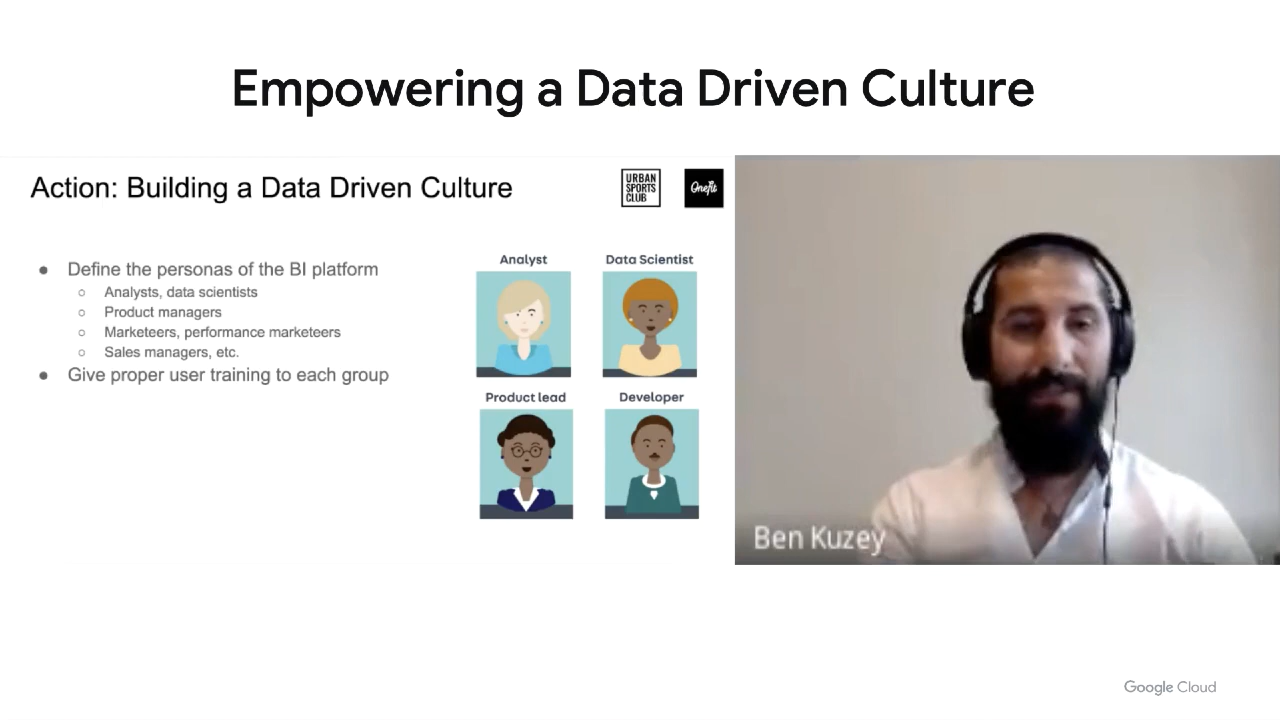 Empowering a Data Driven Culture
Action: Building a Data Driven Culture
URBAN
SPORTS
CLUB
Onefit
● Define the personas of the BI platform
○ Analysts, data scientists
○ Product managers
○ Marketeers, performance marketeers
○ Sales managers, etc.
● Give proper user training to each group
Analyst
Data Scientist
Product lead
Developer
Ben Kuzey
Google Cloud